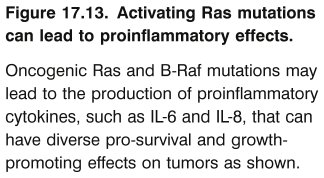 Figure 17.13. Activating Ras mutations
can lead to proinflammatory effects.
Oncogenic Ras and B-Raf mutations may
lead to the production of proinflammatory
cytokines, such as IL-6 and IL-8, that can
have diverse pro-survival and growth-
promoting effects on tumors as shown.